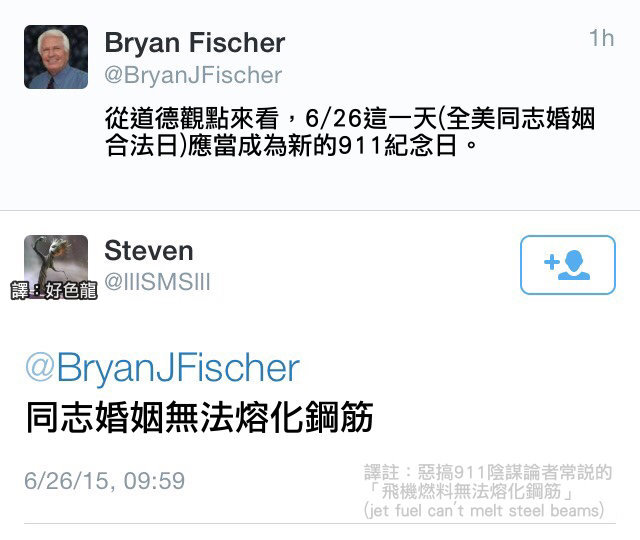 Bryan Fischer
1h
@BryanJFischer
從道德觀點來看，6/26這一天(全美同志婚姻
合法日)應當成為新的911紀念日。
Steven
@lllSMSlll
譯：好色龍
@BryanJFischer
同志婚姻無法熔化鋼筋
6/26/15, 09:59
譯註：惡搞911陰謀論者常説的
「飛機燃料無法熔化鋼筋」
(jet fuel can't melt steel beams)